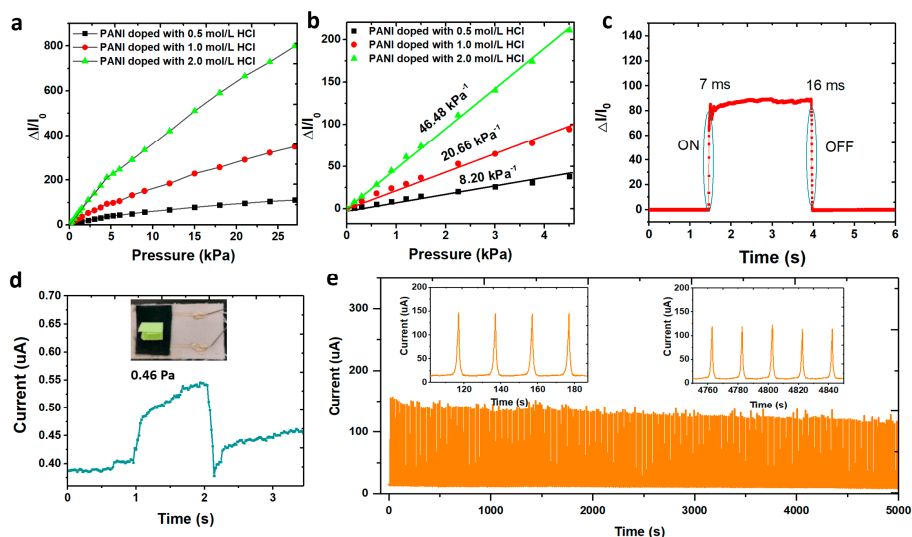 a
PANI doped with 0.5 mol/L HCl
PANI doped with 1.0 mol/L HCl
PANI doped with 2.0 mol/L HCl
800
600
400
200
0
ΔI/I0
0 5 10 15 20 25
Pressure (kPa)
b
PANI doped with 0.5 mol/L HCl
PANI doped with 1.0 mol/L HCl
PANI doped with 2.0 mol/L HCl
200
150
100
50
0
ΔI/I0
46.48 kPa-1
20.66 kPa-1
8.20 kPa-1
0 1 2 3 4
Pressure (kPa)
c
140
120
100
80
60
40
20
0
ΔI/I0
7 ms
16 ms
ON
OFF
0 2 4 6
Time (s)
d
0.70
0.65
0.60
0.55
0.50
0.45
0.40
Current (uA)
0.46 Pa
0 1 2 3
Time (s)
e
350
300
250
200
150
100
50
0
Current (uA)
200
150
100
50
0
Current (uA)
120 140 160 180
Time (s)
200
150
100
50
0
Current (uA)
4760 4780 4800 4820 4840
Time (s)
0 1000 2000 3000 4000 5000
Time (s)